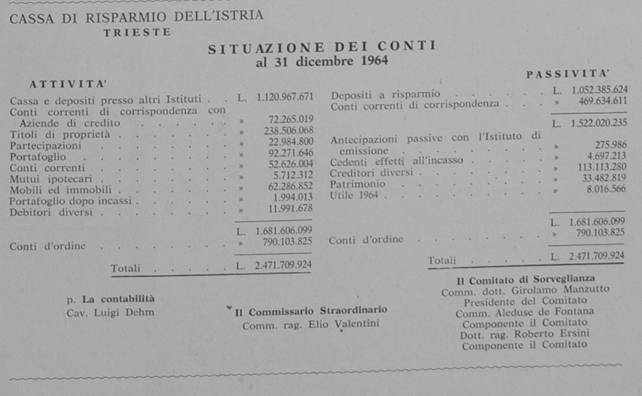 CASSA DI RISPARMIO DELL'ISTRIA
TRIESTE
SITUAZIONE DEI CONTI
al 31 dicembre 1964
ATTIVITA'
Cassa e depositi presso altri Istituti . . L. 1.120.967.671
Conti correnti di corrispondenza con
Aziende di credito . . . . . . » 72.265.019
Titoli di proprietà . . . . . . . » 238.506.068
Partecipazioni . . . . . . . . » 22.984.800
Portafoglio . . . . . . . . . » 92.271.646
Conti correnti . . . . . . . . » 52.626.004
Mutui ipotecari . . . . . . . . » 5.712.312
Mobili ed immobili . . . . . . . » 62.286.852
Portafoglio dopo incassi . . . . . » 1.994.013
Debitori diversi . . . . . . . . » 11.991.678
L. 1.681.606.099
Conti d'ordine . . . . . . . . » 790.103.825
Totali . . . . . L. 2.471.709.924
PASSIVITA'
Depositi a risparmio . . . . . . L. 1.052.385.624
Conti correnti di corrispondenza . . . » 469.634.611
L. 1.522.020.235
Antecipazioni passive con l'Istituto di
emissione . . . . . . . . » 275.986
Cedenti effetti all'incasso . . . . . » 4.697.213
Creditori diversi . . . . . . . » 113.113.280
Patrimonio . . . . . . . . . » 33.482.819
Utile 1964 . . . . . . . . . » 8.016.566
L. 1.681.606.099
Conti d'ordine . . . . . . . . » 790.103.825
Totali . . . . . L. 2.471.709.924
p. La contabilità
Cav. Luigi Dehm
Il Commissario Straordinario
Comm. rag. Elio Valentini
Il Comitato di Sorveglianza
Comm. dott. Girolamo Manzutto
Presidente del Comitato
Comm. Aleduse de Fontana
Componente il Comitato
Dott. rag. Roberto Ersini
Componente il Comitato